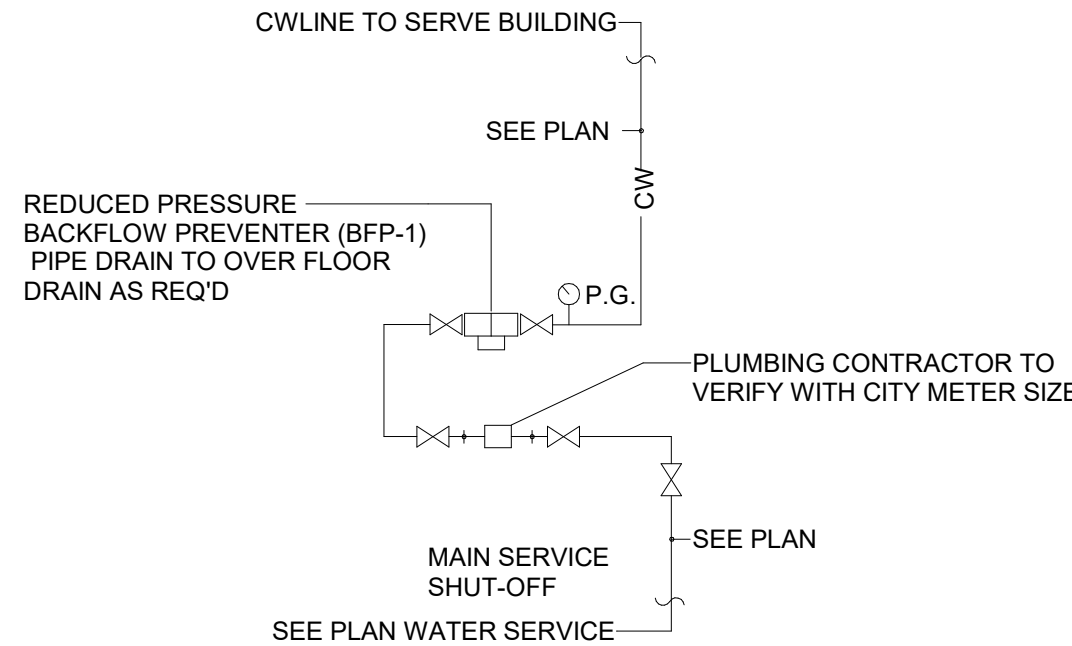 CWLINE TO SERVE BUILDING
SEE PLAN
CW
REDUCED PRESSURE
BACKFLOW PREVENTER (BFP-1)
PIPE DRAIN TO OVER FLOOR
DRAIN AS REQ'D
P.G.
PLUMBING CONTRACTOR TO
VERIFY WITH CITY METER SIZE
SEE PLAN
MAIN SERVICE
SHUT-OFF
SEE PLAN WATER SERVICE